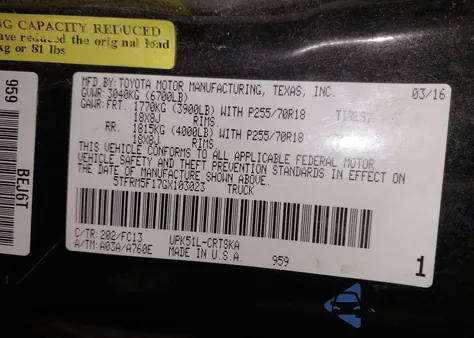 NG CAPACITY REDUCED
ave reduced the original load
kg or 81 lbs
959
BEJ6T
MFD.BY:TOYOTA MOTOR MANUFACTURING, TEXAS, INC. 03/16
GVWR:3040KG(6700LB)
GAWR:FRT. 1770KG(3900LB)WITH P255/70R18 TIRES,
18X8J RIMS
RR. 1815KG(4000LB)WITH P255/70R18 TIRES,
18X8J RIMS
THIS VEHICLE CONFORMS TO ALL APPLICABLE FEDERAL MOTOR
VEHICLE SAFETY AND THEFT PREVENTION STANDARDS IN EFFECT ON
THE DATE OF MANUFACTURE SHOWN ABOVE.
5TFRM5F17GX103023 TRUCK
C/TR:202/FC13 UPK51L-CRTSKA
A/TM:A03A/A760E MADE IN U.S.A. 959 1